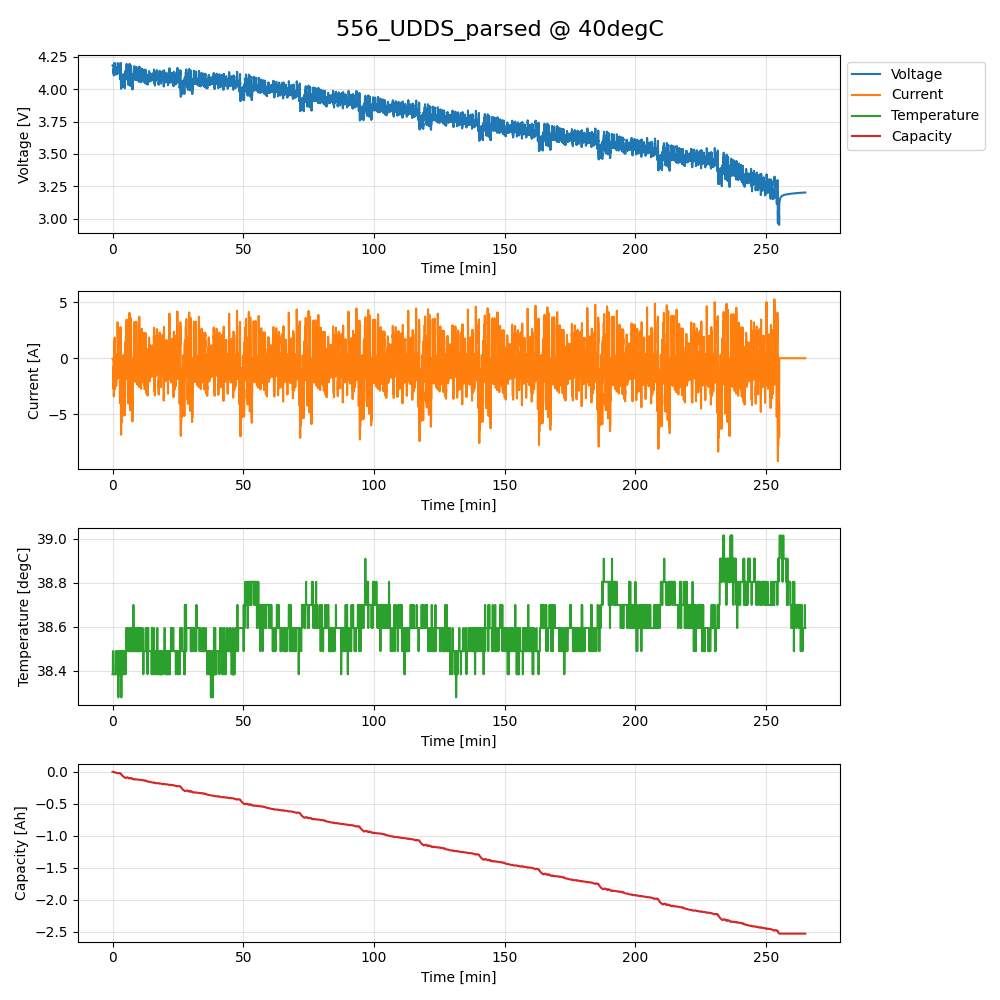 556_UDDS_parsed @ 40degC
4.25
4.00
3.75
3.50
3.25
3.00
Voltage [V]
0 50 100 150 200 250
Time [min]
Voltage
Current
Temperature
Capacity
5
0
−5
Current [A]
0 50 100 150 200 250
Time [min]
39.0
38.8
38.6
38.4
Temperature [degC]
0 50 100 150 200 250
Time [min]
0.0
−0.5
−1.0
−1.5
−2.0
−2.5
Capacity [Ah]
0 50 100 150 200 250
Time [min]